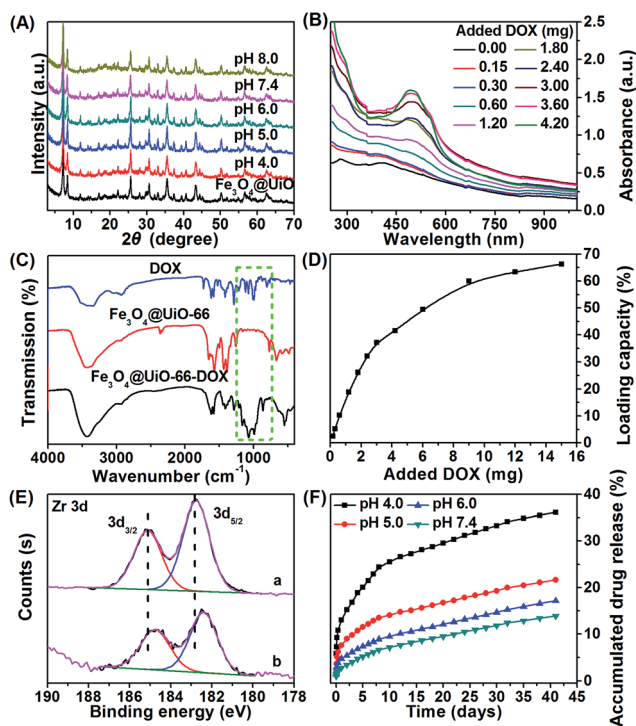 (A)
Intensity (a.u.)
pH 8.0
pH 7.4
pH 6.0
pH 5.0
pH 4.0
Fe₃O₄@UiO
10 20 30 40 50 60 70
2θ (degree)
(B)
Added DOX (mg)
0.00 1.80
0.15 2.40
0.30 3.00
0.60 3.60
1.20 4.20
2.5
2.0
1.5
1.0
0.5
0.0
Absorbance (a.u.)
300 450 600 750 900
Wavelength (nm)
(C)
Transmission (%)
DOX
Fe₃O₄@UiO-66
Fe₃O₄@UiO-66-DOX
4000 3000 2000 1000
Wavenumber (cm⁻¹)
(D)
70
60
50
40
30
20
10
0
Loading capacity (%)
0 2 4 6 8 10 12 14 16
Added DOX (mg)
(E)
Zr 3d
Counts (s)
3d₃/₂
3d₅/₂
a
b
190 188 186 184 182 180 178
Binding energy (eV)
(F)
pH 4.0 pH 6.0
pH 5.0 pH 7.4
40
30
20
10
0
Accumulated drug release (%)
0 5 10 15 20 25 30 35 40 45
Time (days)